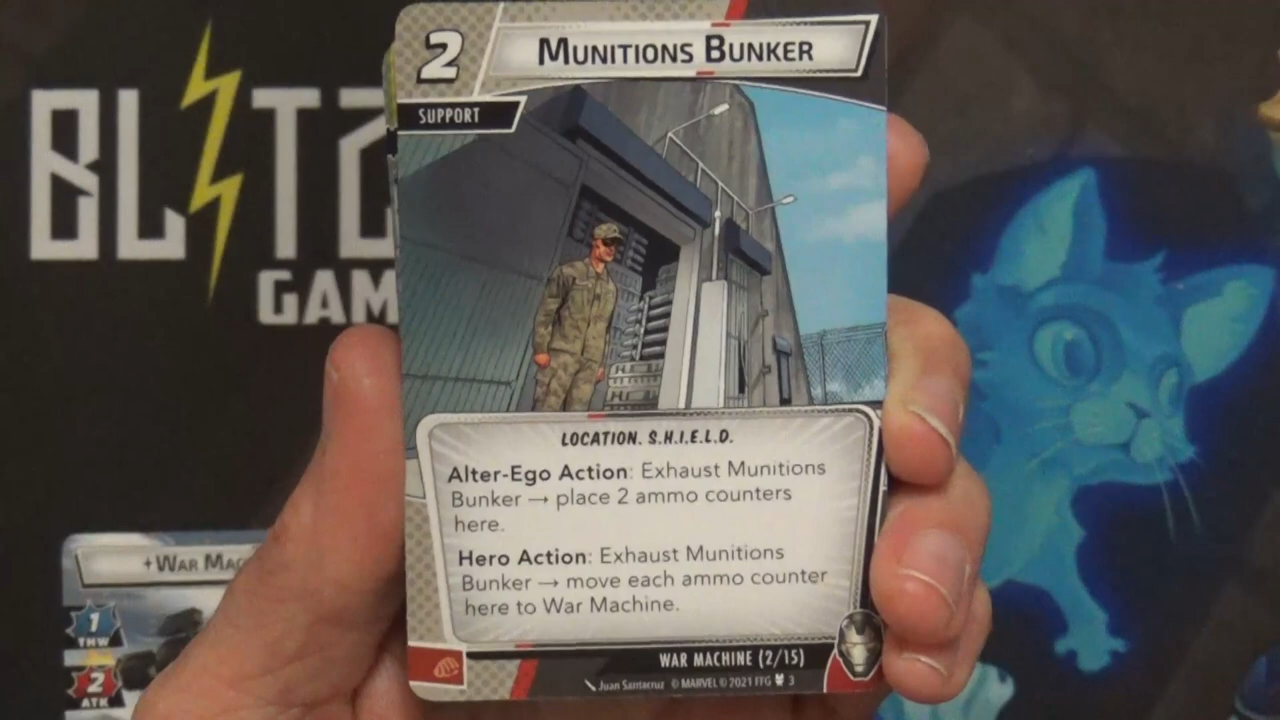 BLITZ
GAM
2
MUNITIONS BUNKER
SUPPORT
LOCATION. S.H.I.E.L.D.
Alter-Ego Action: Exhaust Munitions
Bunker → place 2 ammo counters
here.
Hero Action: Exhaust Munitions
Bunker → move each ammo counter
here to War Machine.
WAR MACHINE (2/15)
Juan Santacruz © MARVEL © 2021 FFG 3
WAR MAC
1
THW
2
ATK